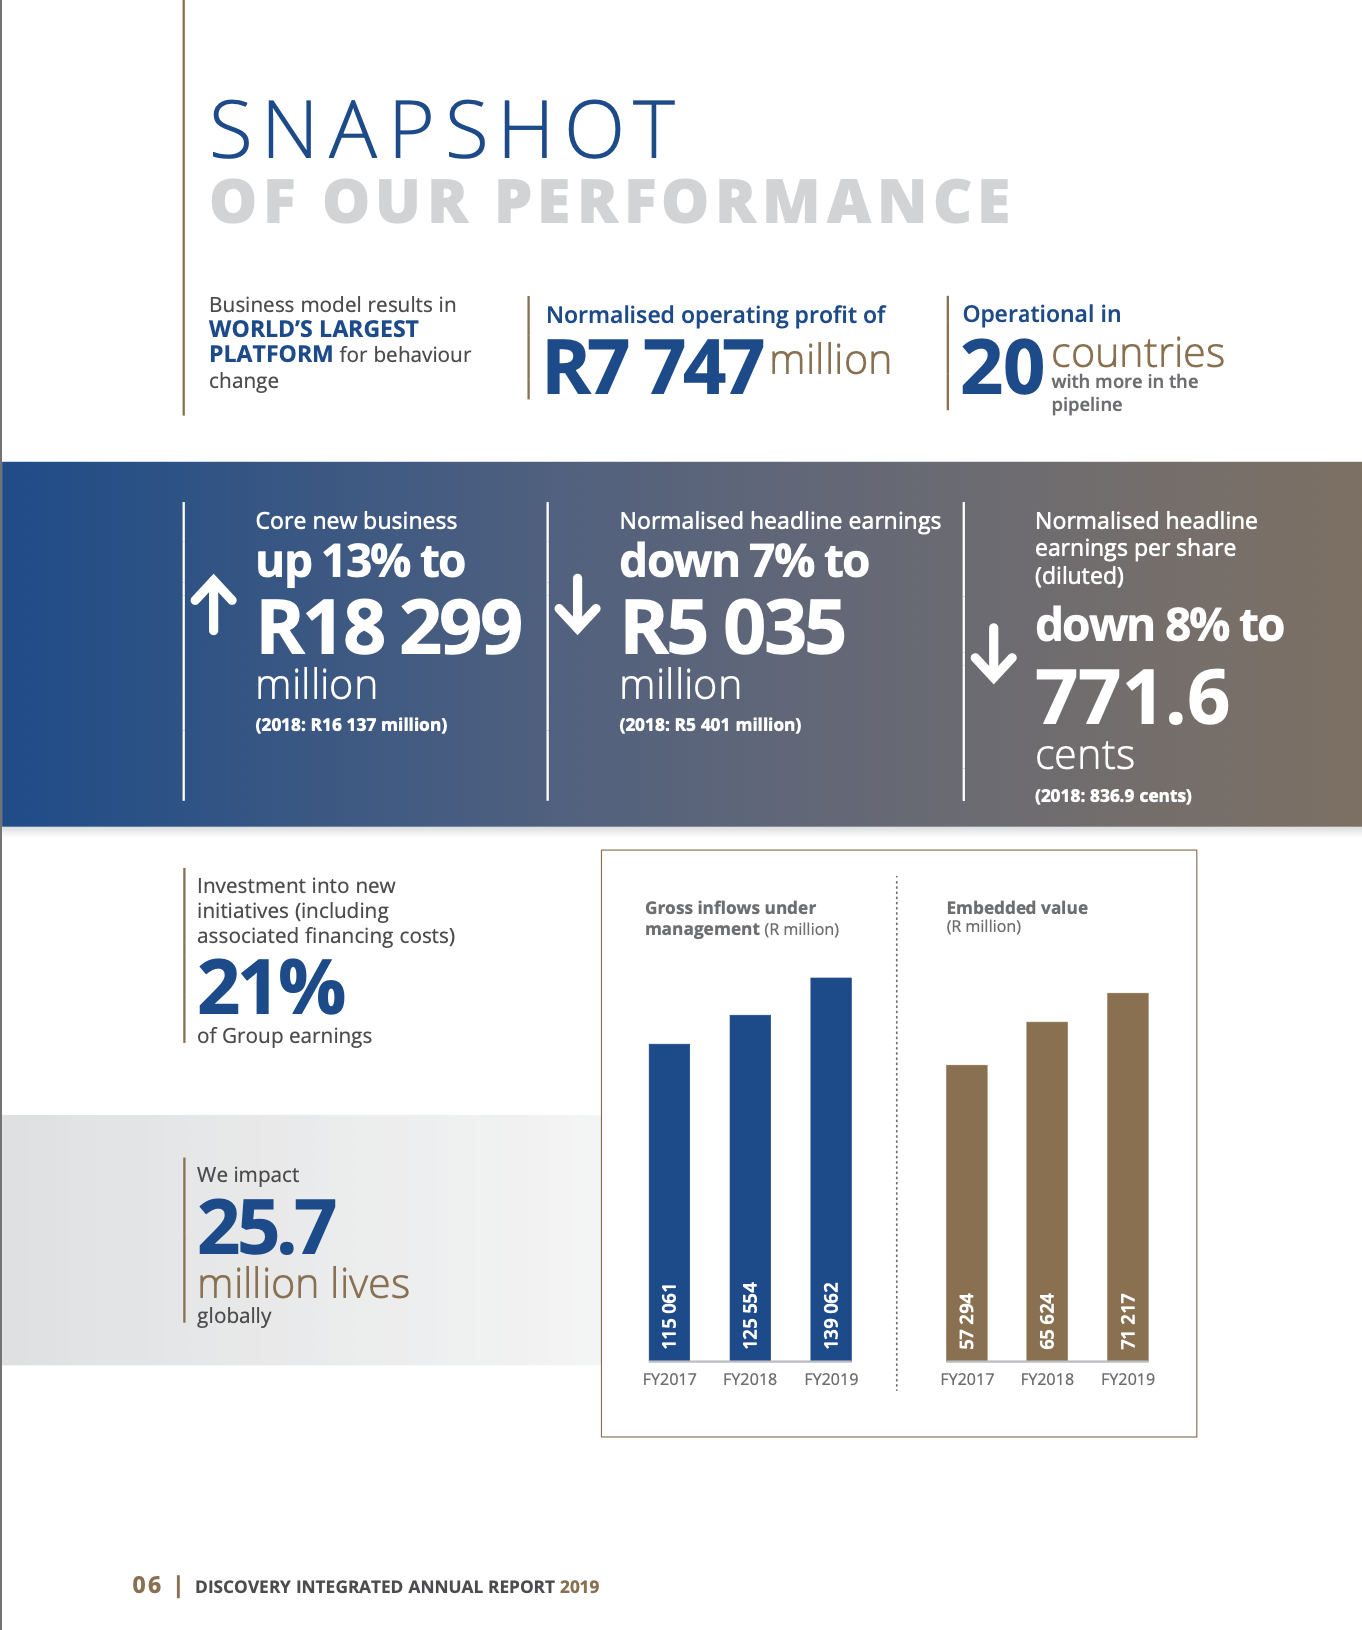 SNAPSHOT
OF OUR PERFORMANCE
Business model results in
WORLD'S LARGEST
PLATFORM for behaviour
change
Normalised operating profit of
R7 747 million
Operational in
20 countries
with more in the
pipeline
Core new business
up 13% to
R18 299
million
(2018: R16 137 million)
Normalised headline earnings
down 7% to
R5 035
million
(2018: R5 401 million)
Normalised headline
earnings per share
(diluted)
down 8% to
771.6
cents
(2018: 836.9 cents)
Investment into new
initiatives (including
associated financing costs)
21%
of Group earnings
We impact
25.7
million lives
globally
Gross inflows under
management (R million)
115 061
125 554
139 062
FY2017 FY2018 FY2019
Embedded value
(R million)
57 294
65 624
71 217
FY2017 FY2018 FY2019
06 | DISCOVERY INTEGRATED ANNUAL REPORT 2019